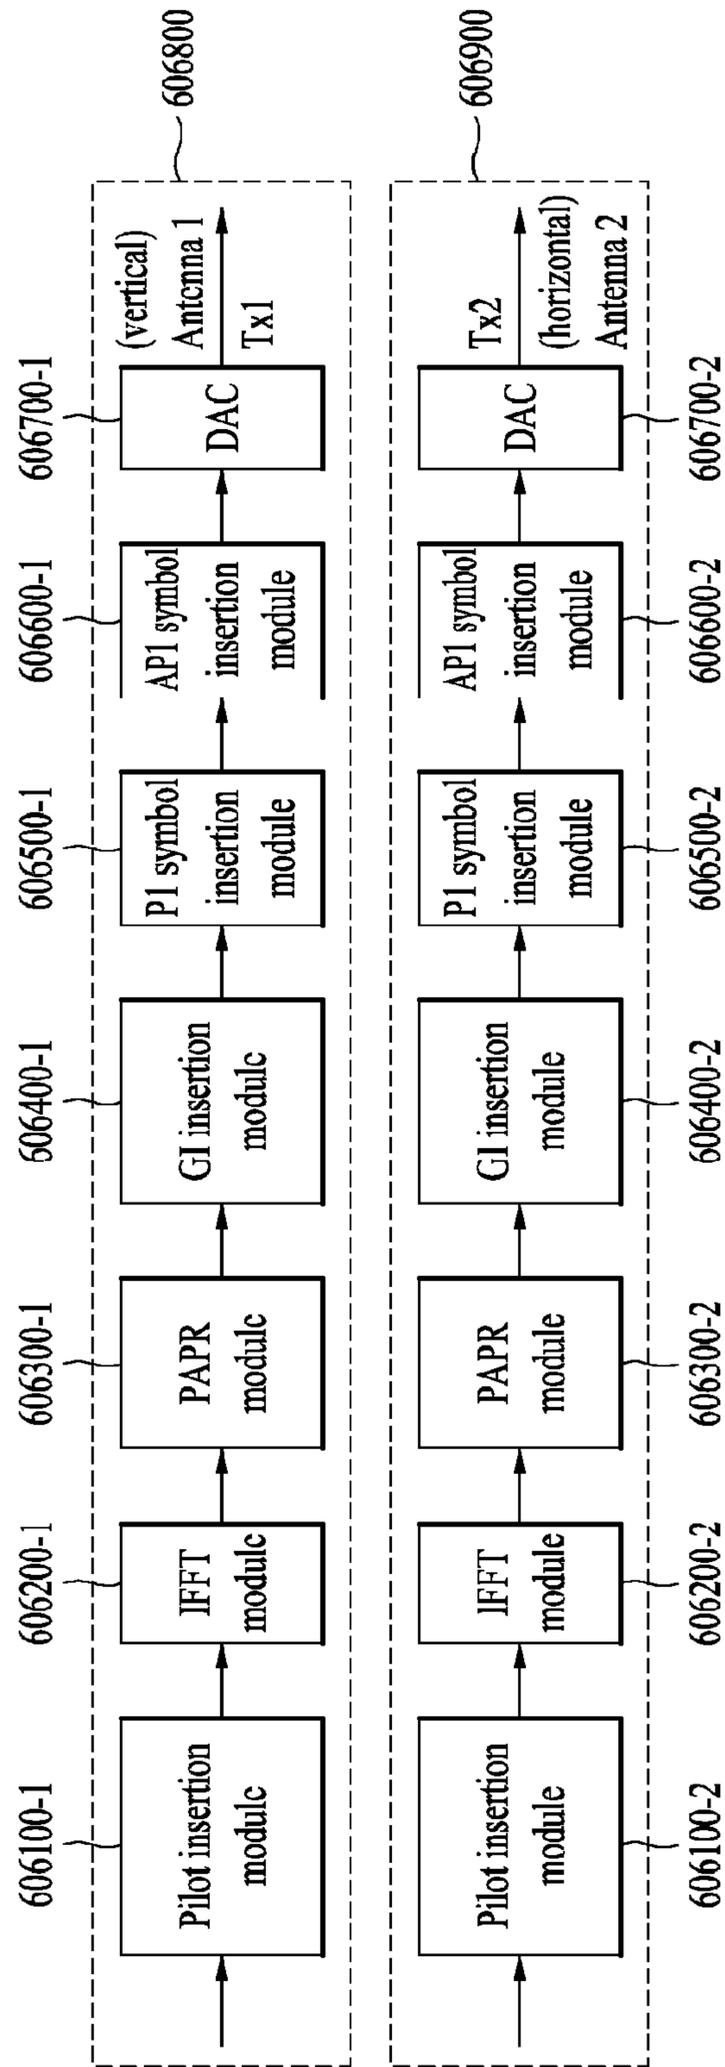 606100-1
606200-1
606300-1
606400-1
606500-1
606600-1
606700-1
Pilot insertion
module
IFFT
module
PAPR
module
GI insertion
module
P1 symbol
insertion
module
AP1 symbol
insertion
module
DAC
(vertical)
Antenna 1
Tx1
606800
Pilot insertion
module
IFFT
module
PAPR
module
GI insertion
module
P1 symbol
insertion
module
AP1 symbol
insertion
module
DAC
Tx2
(horizontal)
Antenna 2
606900
606100-2
606200-2
606300-2
606400-2
606500-2
606600-2
606700-2